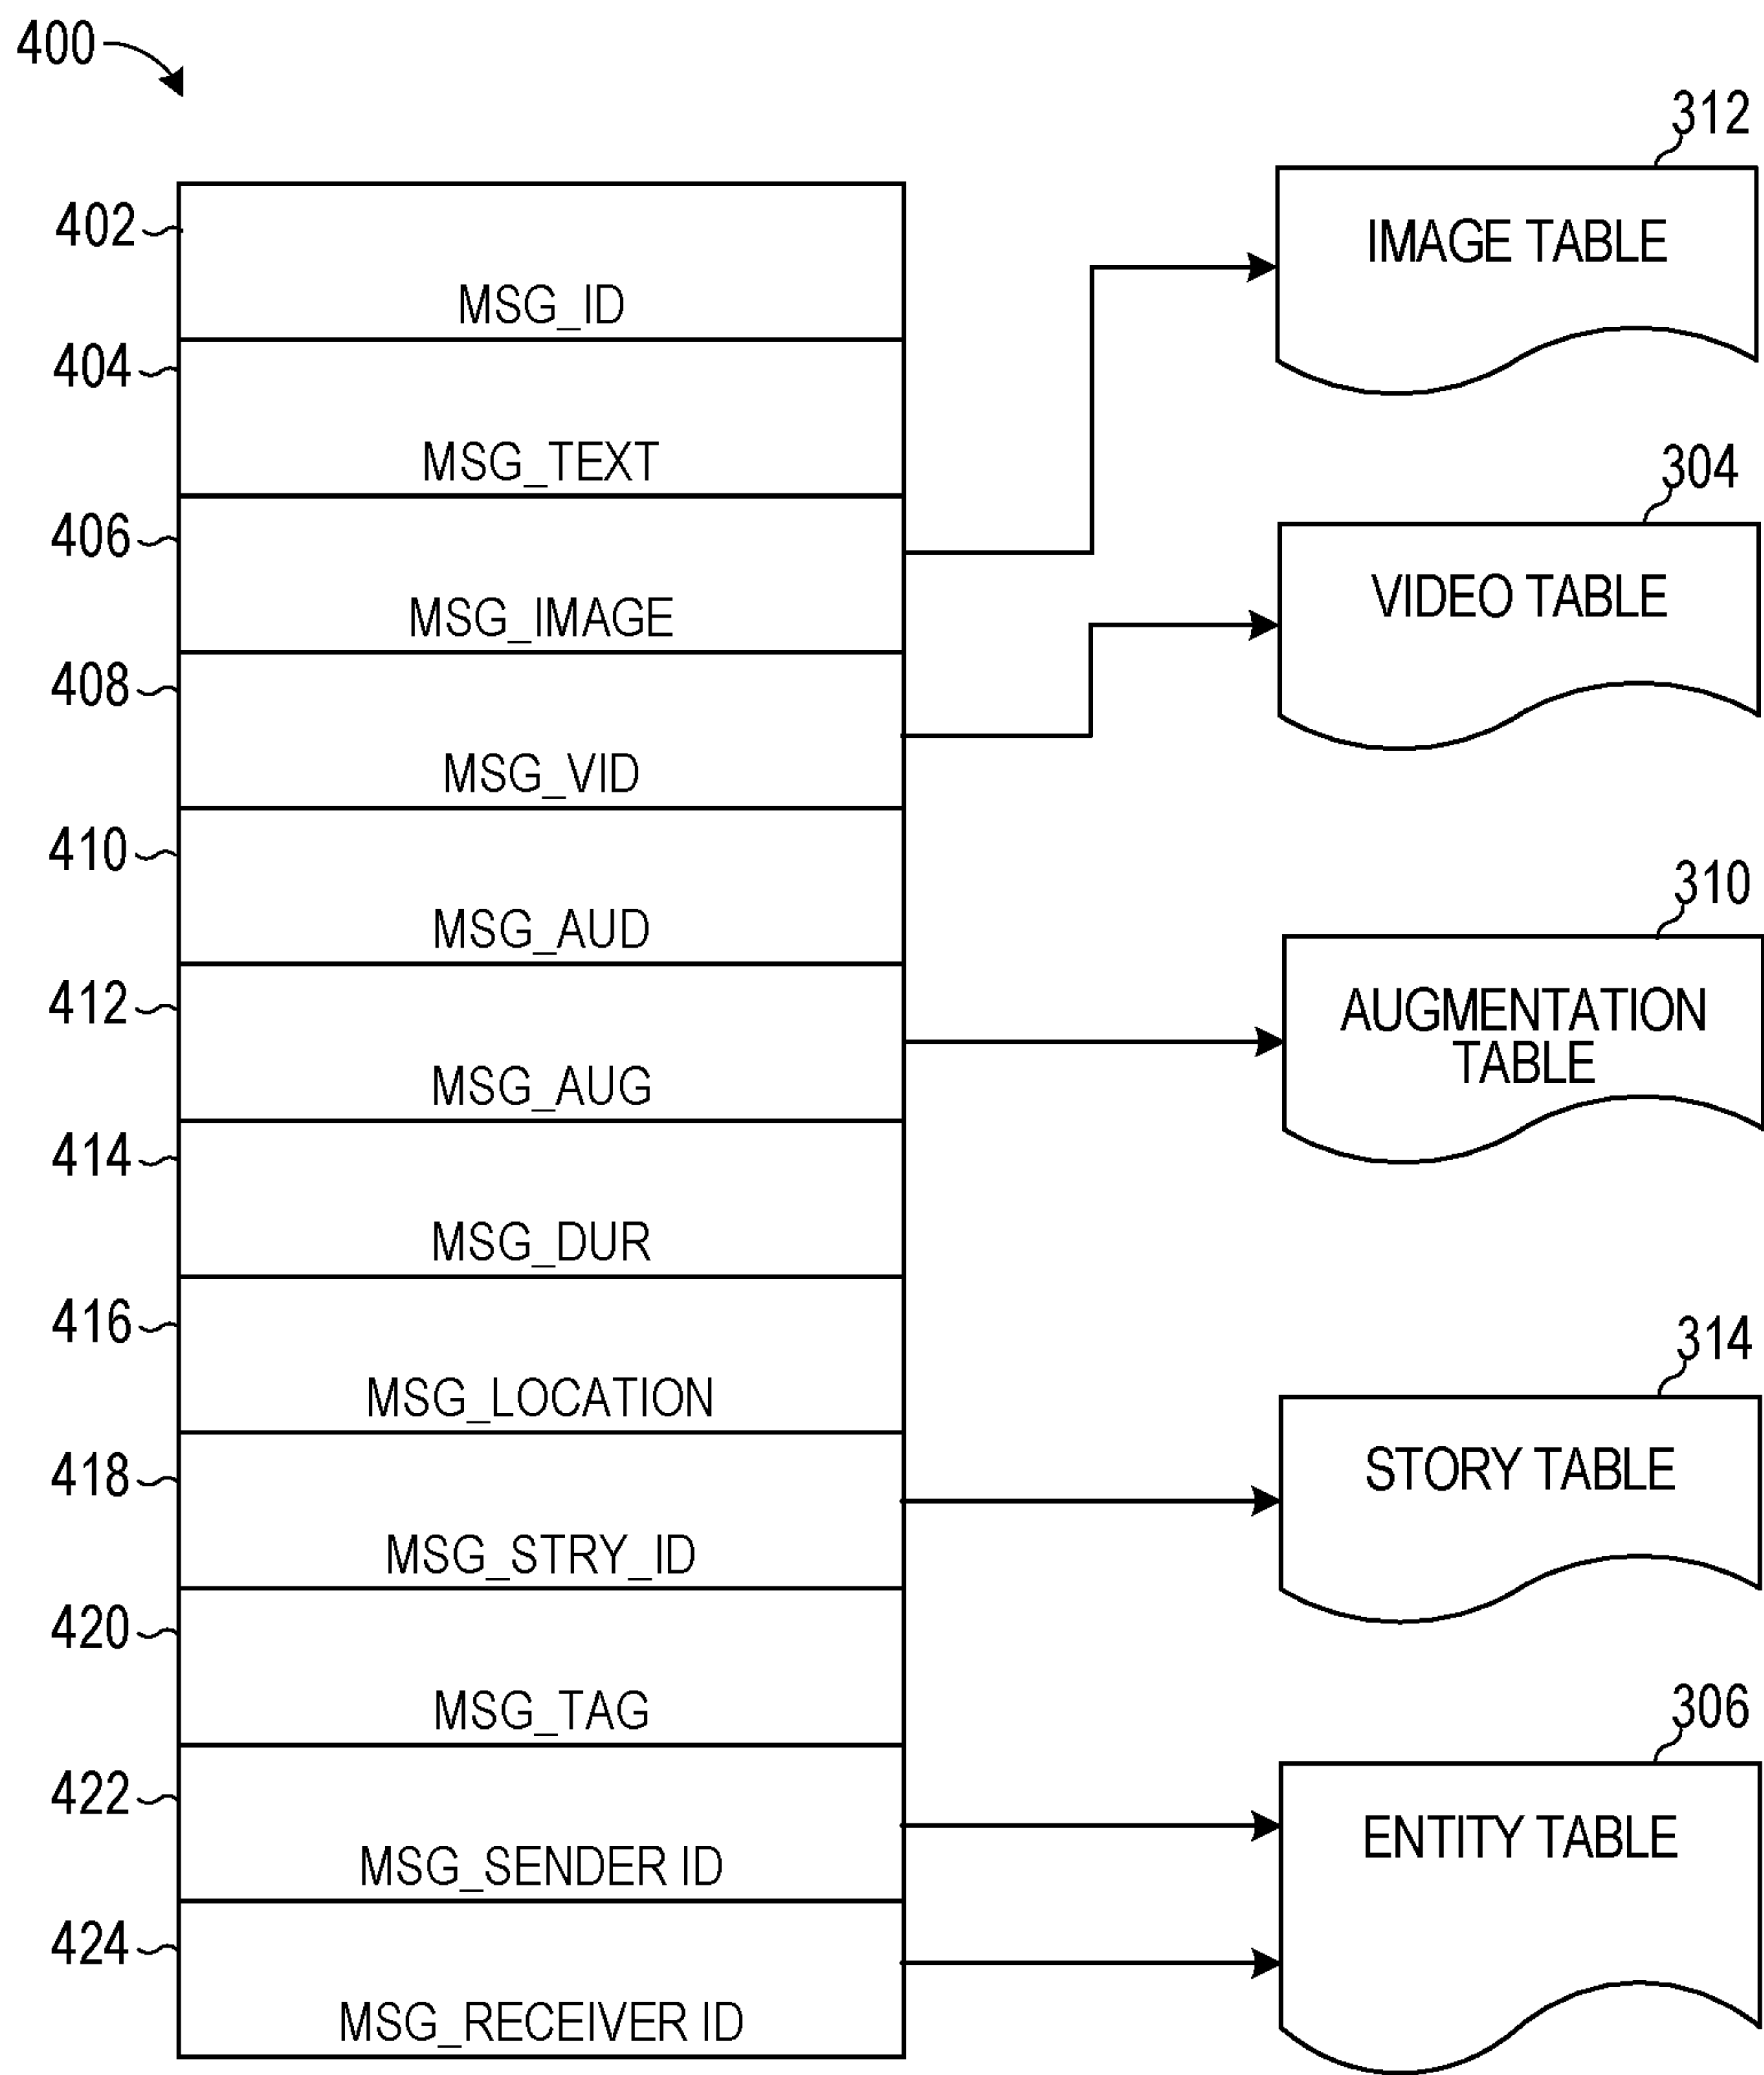 400
402
MSG_ID
404
MSG_TEXT
406
MSG_IMAGE
408
MSG_VID
410
MSG_AUD
412
MSG_AUG
414
MSG_DUR
416
MSG_LOCATION
418
MSG_STRY_ID
420
MSG_TAG
422
MSG_SENDER ID
424
MSG_RECEIVER ID
312
IMAGE TABLE
304
VIDEO TABLE
310
AUGMENTATION
TABLE
314
STORY TABLE
306
ENTITY TABLE